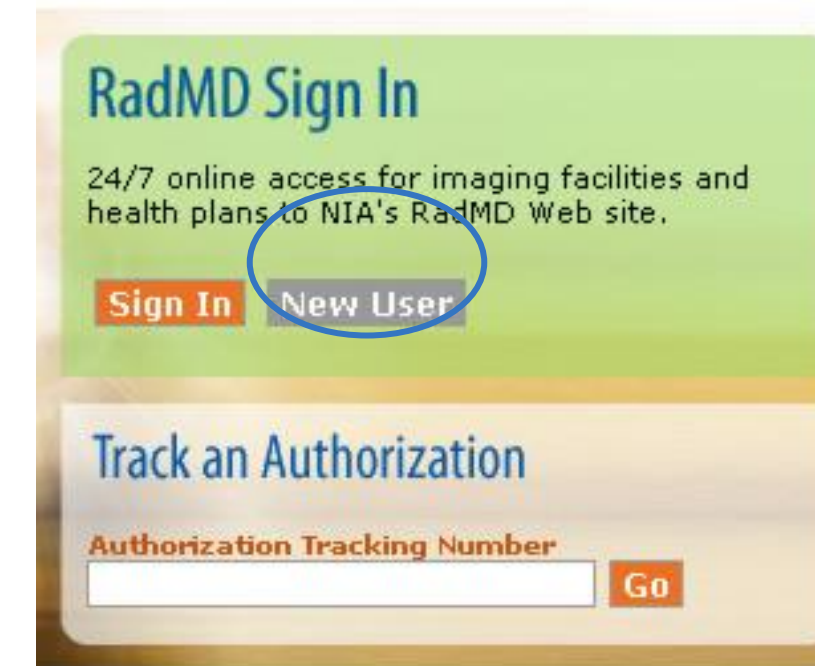 RadMD Sign In
24/7 online access for imaging facilities and
health plans to NIA's RadMD Web site.
Sign In New User
Track an Authorization
Authorization Tracking Number
Go